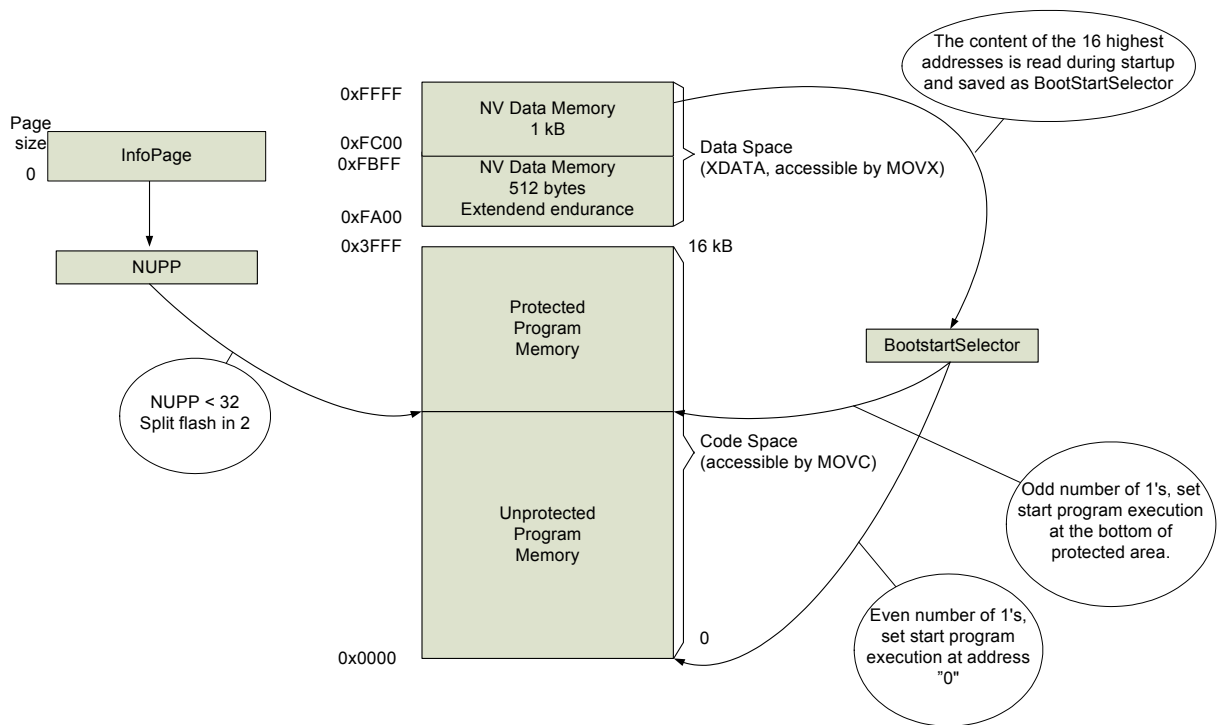 The content of the 16 highest
addresses is read during startup
and saved as BootStartSelector
Page
size
0
InfoPage
NUPP
NUPP < 32
Split flash in 2
0xFFFF
0xFC00
0xFBFF
0xFA00
0x3FFF
0x0000
NV Data Memory
1 kB
NV Data Memory
512 bytes
Extendend endurance
Data Space
(XDATA, accessible by MOVX)
16 kB
Protected
Program
Memory
BootstartSelector
Code Space
(accessible by MOVC)
Unprotected
Program
Memory
0
Odd number of 1's, set
start program execution
at the bottom of
protected area.
Even number of 1's,
set start program
execution at address
"0"